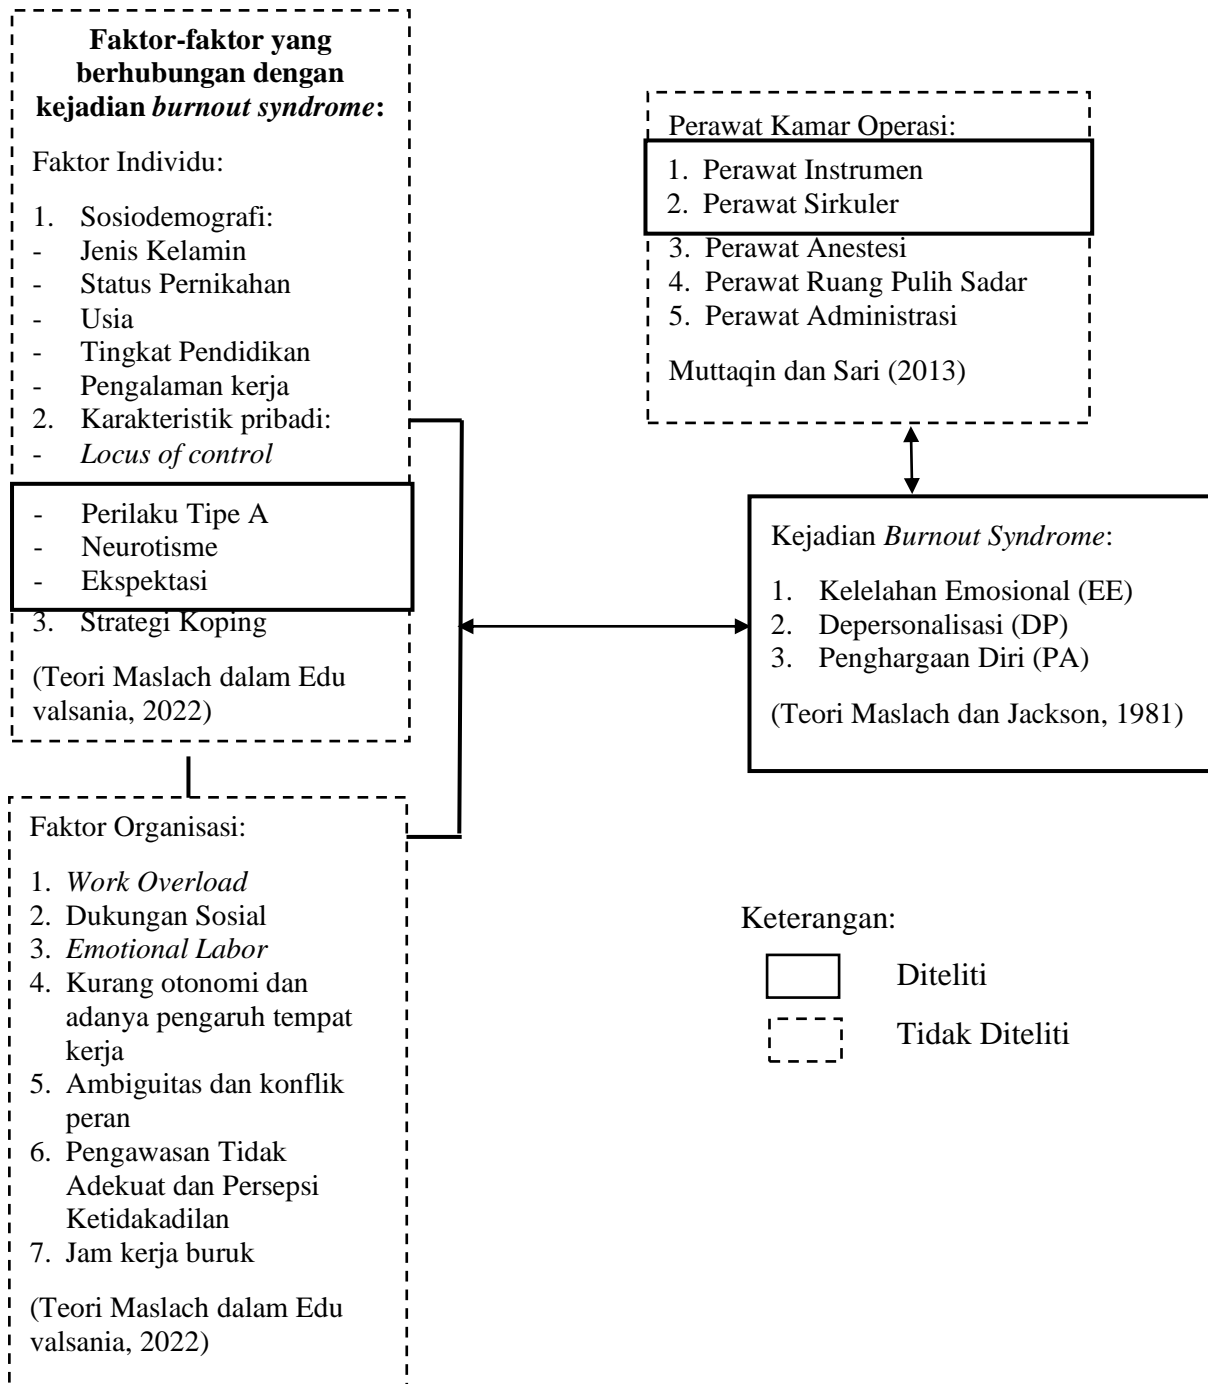 Faktor-faktor yang
berhubungan dengan
kejadian burnout syndrome:
Faktor Individu:
1. Sosiodemografi:
- Jenis Kelamin
- Status Pernikahan
- Usia
- Tingkat Pendidikan
- Pengalaman kerja
2. Karakteristik pribadi:
- Locus of control
- Perilaku Tipe A
- Neurotisme
- Ekspektasi
3. Strategi Koping
(Teori Maslach dalam Edu
valsania, 2022)
Faktor Organisasi:
1. Work Overload
2. Dukungan Sosial
3. Emotional Labor
4. Kurang otonomi dan
adanya pengaruh tempat
kerja
5. Ambiguitas dan konflik
peran
6. Pengawasan Tidak
Adekuat dan Persepsi
Ketidakadilan
7. Jam kerja buruk
(Teori Maslach dalam Edu
valsania, 2022)
Perawat Kamar Operasi:
1. Perawat Instrumen
2. Perawat Sirkuler
3. Perawat Anestesi
4. Perawat Ruang Pulih Sadar
5. Perawat Administrasi
Muttaqin dan Sari (2013)
Kejadian Burnout Syndrome:
1. Kelelahan Emosional (EE)
2. Depersonalisasi (DP)
3. Penghargaan Diri (PA)
(Teori Maslach dan Jackson, 1981)
Keterangan:
Diteliti
Tidak Diteliti